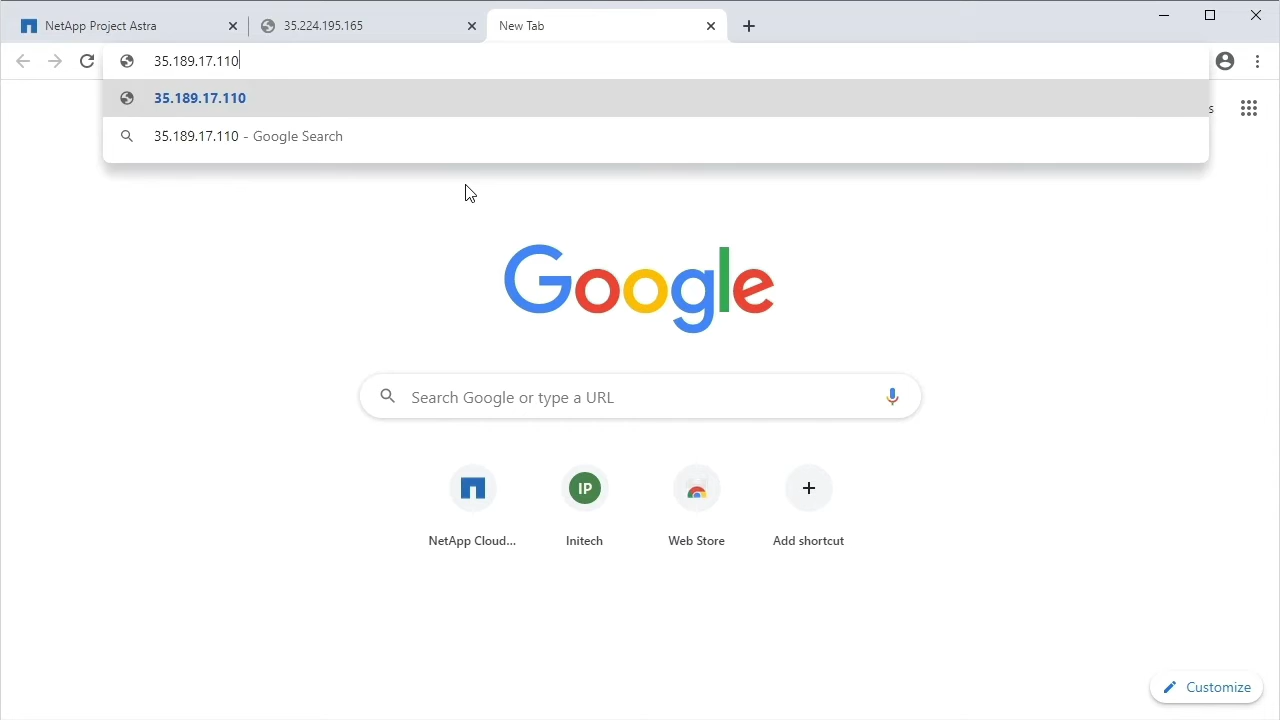 NetApp Project Astra
35.224.195.165
New Tab
35.189.17.110
35.189.17.110
35.189.17.110 - Google Search
s
Google
Search Google or type a URL
IP
NetApp Cloud...
Initech
Web Store
Add shortcut
Customize